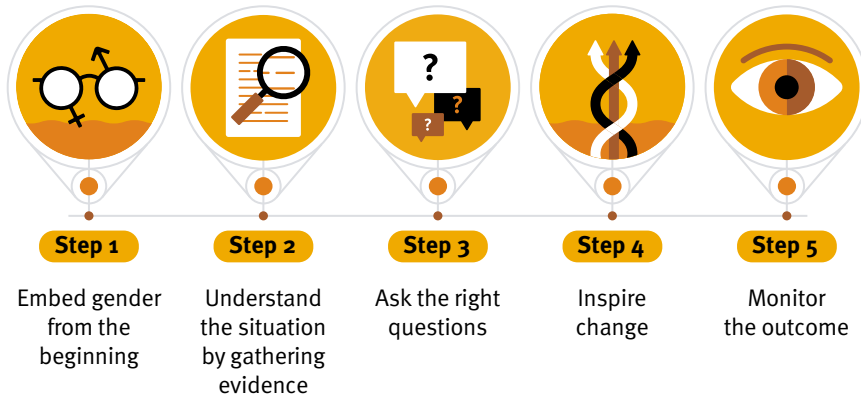 ?
?
?
Step 1
Embed gender
from the
beginning
Step 2
Understand
the situation
by gathering
evidence
Step 3
Ask the right
questions
Step 4
Inspire
change
Step 5
Monitor
the outcome